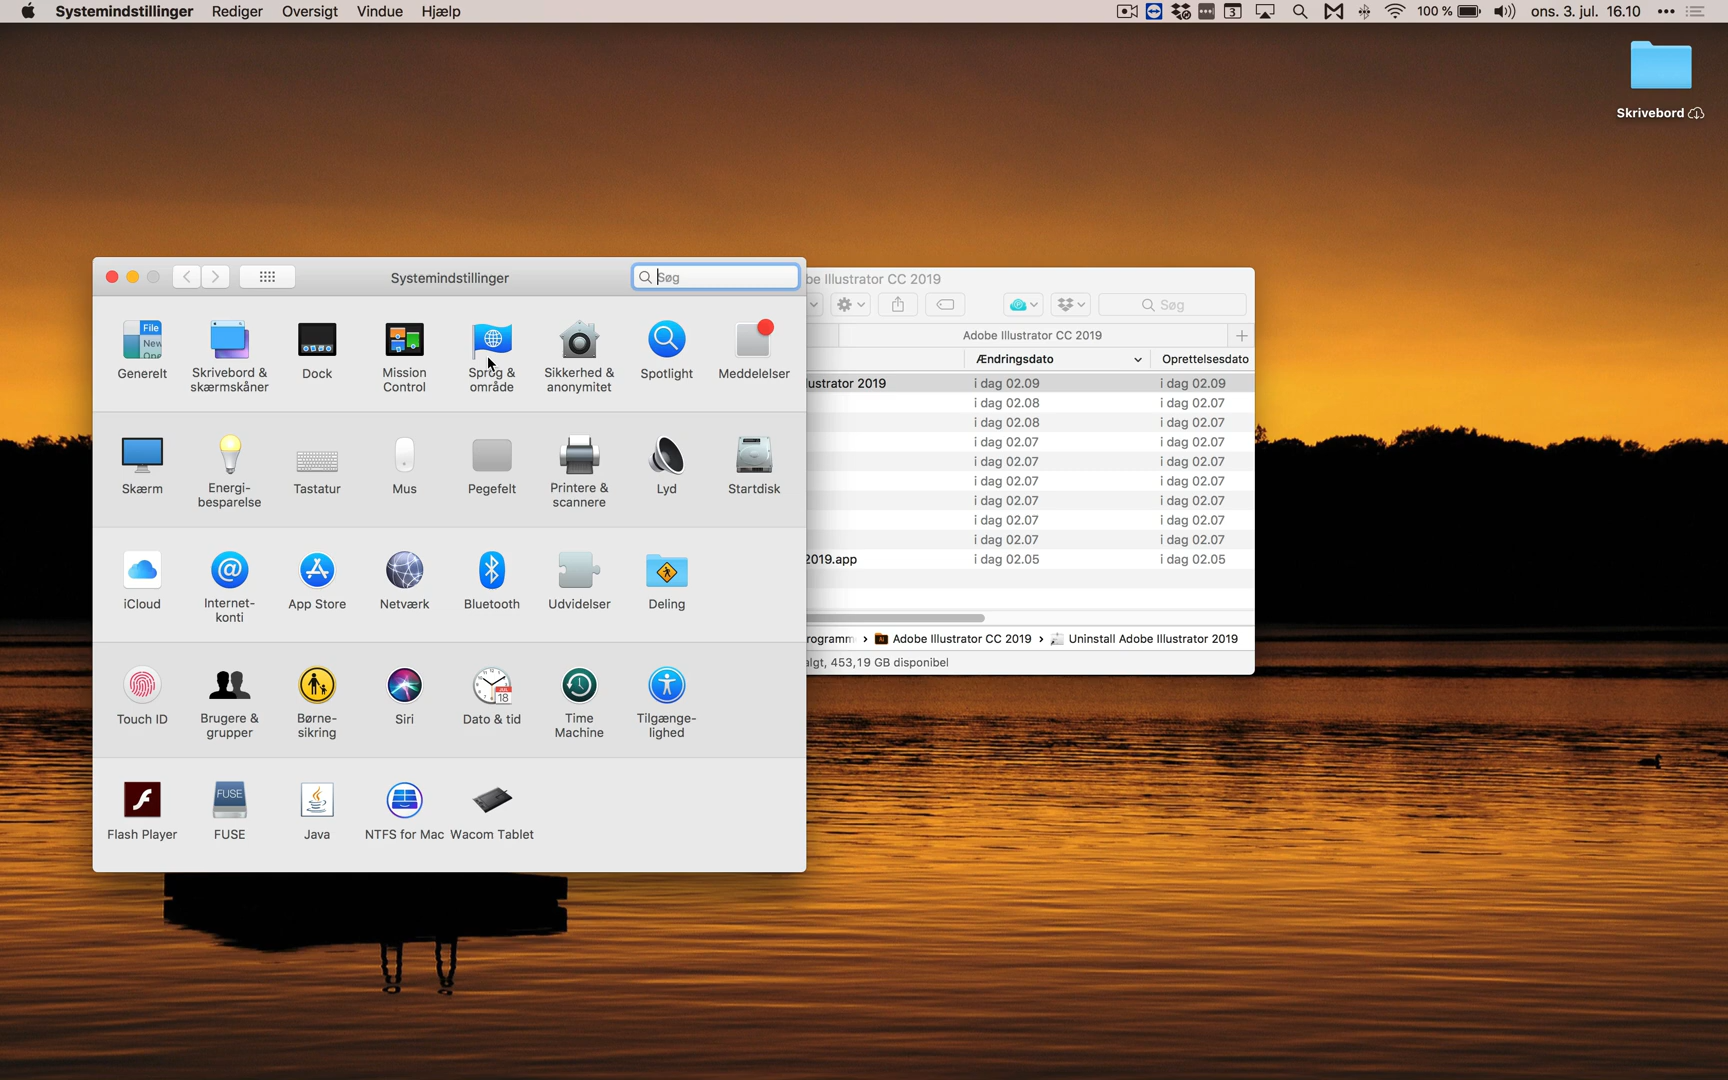 Systemindstillinger Rediger Oversigt Vindue Hjælp
3 100 % ons. 3. jul. 16.10
Skrivebord
Systemindstillinger
Søg
File
New
Generelt
Skrivebord &
skærmskåner
Dock
Mission
Control
Sprog &
område
Sikkerhed &
anonymitet
Spotlight
Meddelelser
Skærm
Energi-
besparelse
Tastatur
Mus
Pegefelt
Printere &
scannere
Lyd
Startdisk
iCloud
Internet-
konti
App Store
Netværk
Bluetooth
Udvidelser
Deling
Touch ID
Brugere &
grupper
Børne-
sikring
Siri
JUL
18
Dato & tid
Time
Machine
Tilgænge-
lighed
Flash Player
FUSE
FUSE
Java
NTFS for Mac
Wacom Tablet
be Illustrator CC 2019
Søg
Adobe Illustrator CC 2019
Ændringsdato Oprettelsesdato
ustrator 2019 i dag 02.09 i dag 02.09
i dag 02.08 i dag 02.07
i dag 02.08 i dag 02.07
i dag 02.07 i dag 02.07
i dag 02.07 i dag 02.07
i dag 02.07 i dag 02.07
i dag 02.07 i dag 02.07
i dag 02.07 i dag 02.07
i dag 02.07 i dag 02.07
2019.app i dag 02.05 i dag 02.05
rogramm › Adobe Illustrator CC 2019 › Uninstall Adobe Illustrator 2019
algt, 453,19 GB disponibel